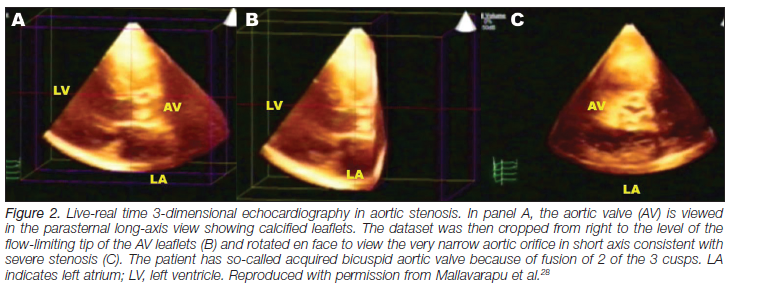 A
B
C
LV
AV
LA
LV
LA
AV
LA
Figure 2. Live-real time 3-dimensional echocardiography in aortic stenosis. In panel A, the aortic valve (AV) is viewed
in the parasternal long-axis view showing calcified leaflets. The dataset was then cropped from right to the level of the
flow-limiting tip of the AV leaflets (B) and rotated en face to view the very narrow aortic orifice in short axis consistent with
severe stenosis (C). The patient has so-called acquired bicuspid aortic valve because of fusion of 2 of the 3 cusps. LA
indicates left atrium; LV, left ventricle. Reproduced with permission from Mallavarapu et al.²⁸